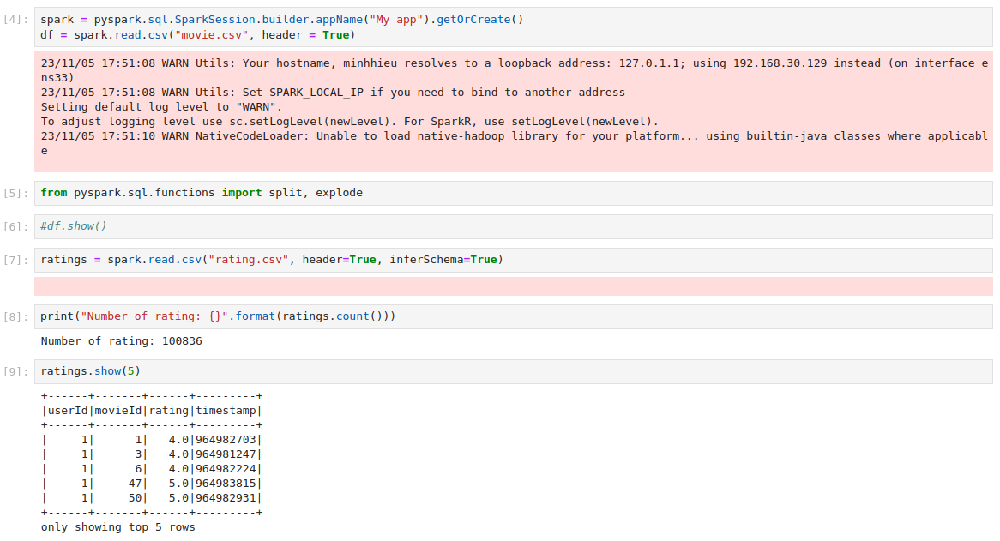 [4]: spark = pyspark.sql.SparkSession.builder.appName("My app").getOrCreate()
df = spark.read.csv("movie.csv", header = True)
23/11/05 17:51:08 WARN Utils: Your hostname, minhhieu resolves to a loopback address: 127.0.1.1; using 192.168.30.129 instead (on interface e
ns33)
23/11/05 17:51:08 WARN Utils: Set SPARK_LOCAL_IP if you need to bind to another address
Setting default log level to "WARN".
To adjust logging level use sc.setLogLevel(newLevel). For SparkR, use setLogLevel(newLevel).
23/11/05 17:51:10 WARN NativeCodeLoader: Unable to load native-hadoop library for your platform... using builtin-java classes where applicabl
e
[5]: from pyspark.sql.functions import split, explode
[6]: #df.show()
[7]: ratings = spark.read.csv("rating.csv", header=True, inferSchema=True)
[8]: print("Number of rating: {}".format(ratings.count()))
Number of rating: 100836
[9]: ratings.show(5)
+------+-------+------+---------+
|userId|movieId|rating|timestamp|
+------+-------+------+---------+
|     1|      1|   4.0|964982703|
|     1|      3|   4.0|964981247|
|     1|      6|   4.0|964982224|
|     1|     47|   5.0|964983815|
|     1|     50|   5.0|964982931|
+------+-------+------+---------+
only showing top 5 rows